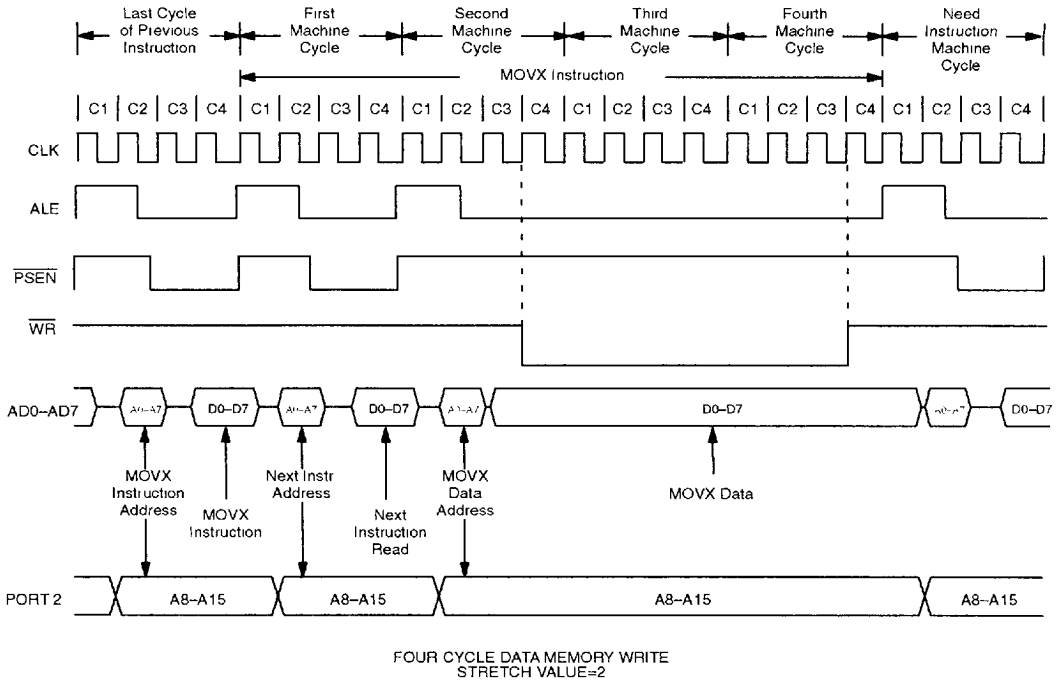 Last Cycle of Previous Instruction
First Machine Cycle
Second Machine Cycle
Third Machine Cycle
Fourth Machine Cycle
Need Instruction Machine Cycle
MOVX Instruction
C1 C2 C3 C4 C1 C2 C3 C4 C1 C2 C3 C4 C1 C2 C3 C4 C1 C2 C3 C4 C1 C2 C3 C4
CLK
ALE
PSEN
WR
AD0–AD7 A0–A7 D0–D7 A0–A7 D0–D7 D0–D7 A0–A7 D0–D7
MOVX Instruction Address
MOVX Instruction
Next Instr Address
Next Instruction Read
MOVX Data Address
MOVX Data
PORT 2 A8–A15 A8–A15 A8–A15 A8–A15
FOUR CYCLE DATA MEMORY WRITE
STRETCH VALUE=2